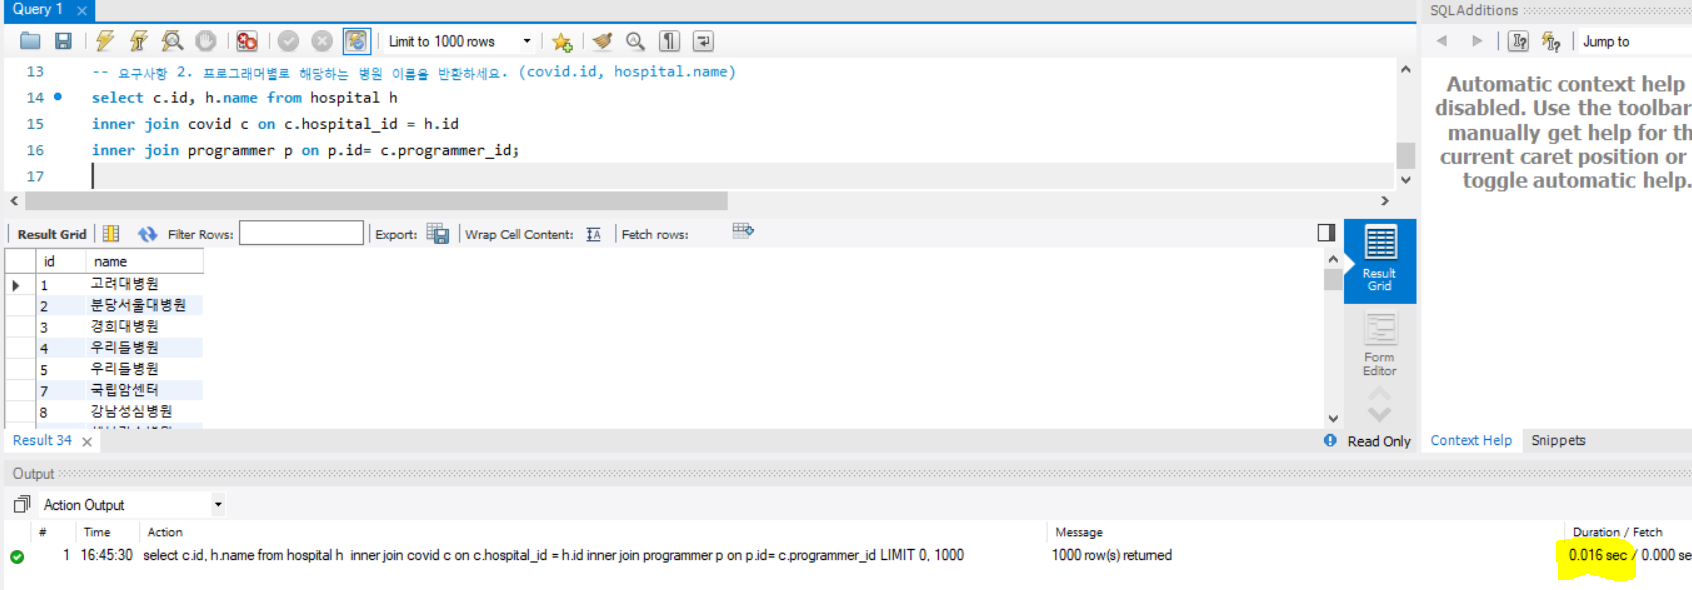 Query 1
SQLAdditions
Limit to 1000 rows
Jump to
13 -- 요구사항 2. 프로그래머별로 해당하는 병원 이름을 반환하세요. (covid.id, hospital.name)
14 select c.id, h.name from hospital h
15 inner join covid c on c.hospital_id = h.id
16 inner join programmer p on p.id= c.programmer_id;
17
Automatic context help
disabled. Use the toolbar
manually get help for th
current caret position or
toggle automatic help.
Result Grid
Filter Rows:
Export:
Wrap Cell Content:
Fetch rows:
id name
1 고려대병원
2 분당서울대병원
3 경희대병원
4 우리들병원
5 우리들병원
7 국립암센터
8 강남성심병원
Result
Grid
Form
Editor
Result 34
Read Only
Context Help
Snippets
Output
Action Output
# Time Action Message Duration / Fetch
1 16:45:30 select c.id, h.name from hospital h inner join covid c on c.hospital_id = h.id inner join programmer p on p.id= c.programmer_id LIMIT 0, 1000 1000 row(s) returned 0.016 sec / 0.000 se